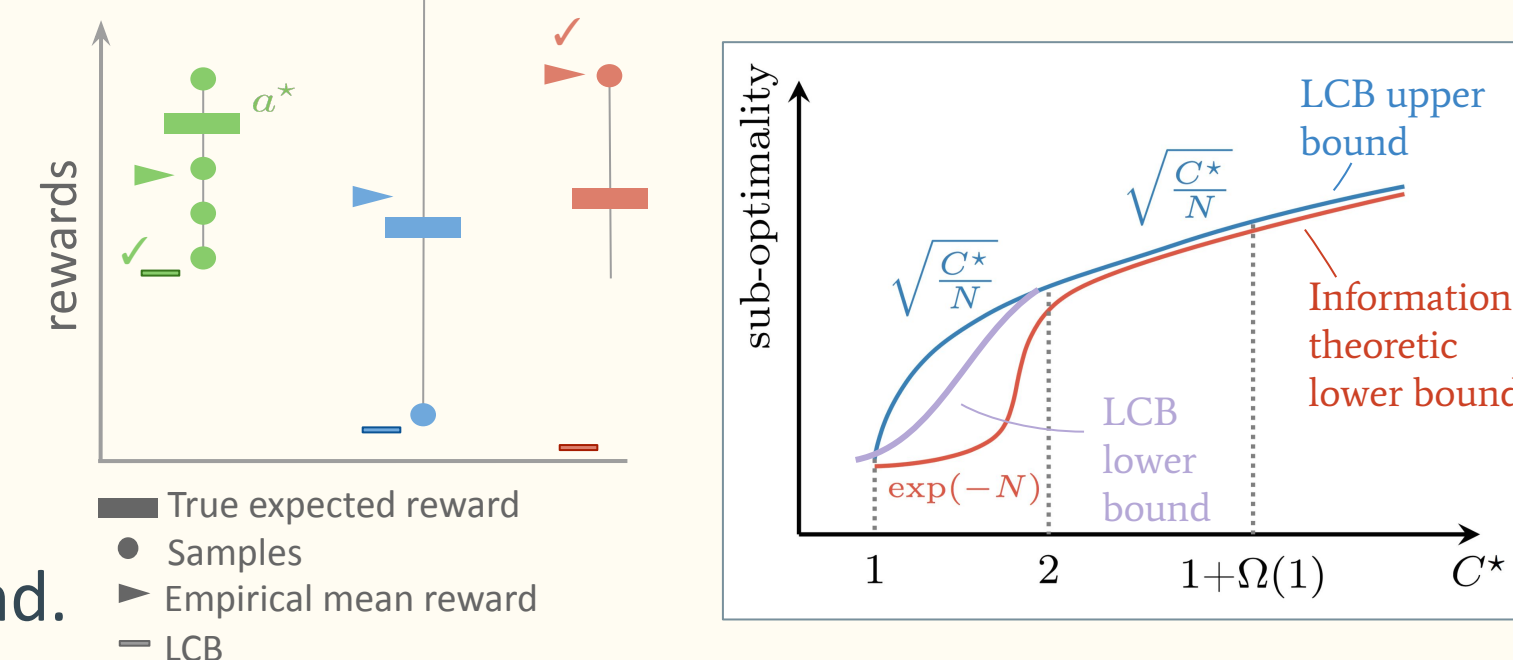 rewards
a⋆
✓
✓
True expected reward
Samples
Empirical mean reward
LCB
nd.
sub-optimality
√(C⋆/N)
√(C⋆/N)
LCB upper
bound
Information
theoretic
lower bound
LCB
lower
bound
exp(−N)
1
2
1+Ω(1)
C⋆